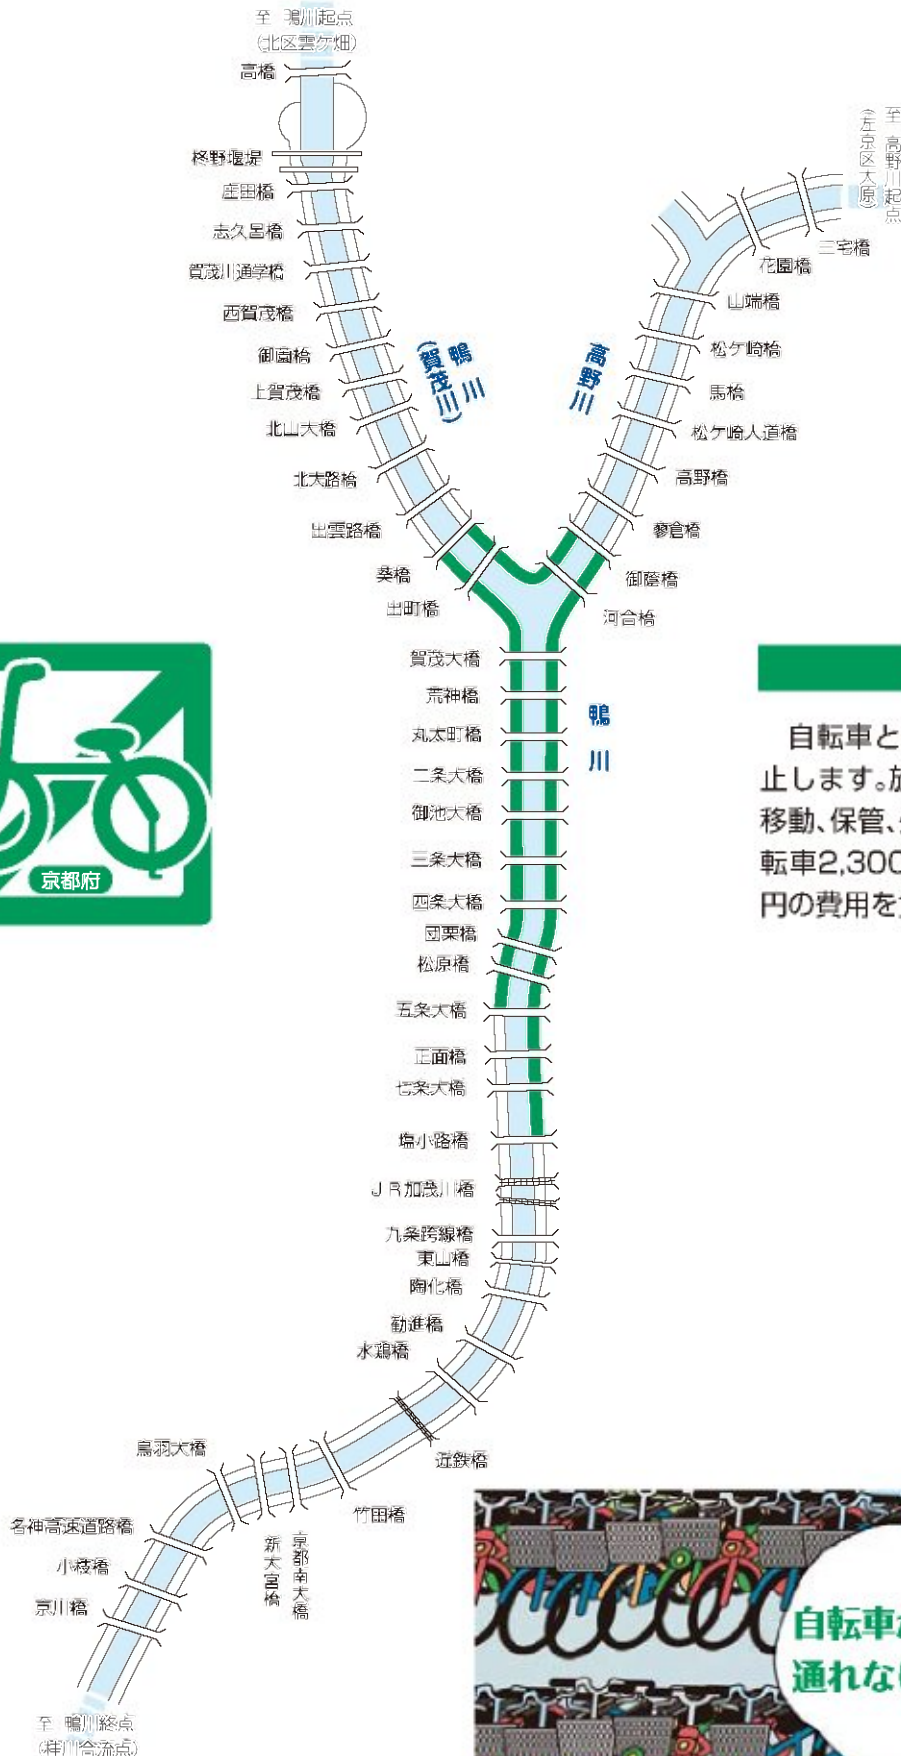 至 鴨川起点
(北区雲ケ畑)
高橋
柊野堰堤
庄田橋
志久呂橋
賀茂川通学橋
西賀茂橋
御薗橋
上賀茂橋
北山大橋
北大路橋
出雲路橋
葵橋
出町橋
鴨川
(賀茂川)
高野川
至 高野川起点
(左京区大原)
三宅橋
花園橋
山端橋
松ケ崎橋
馬橋
松ケ崎人道橋
高野橋
蓼倉橋
御蔭橋
河合橋
賀茂大橋
荒神橋
丸太町橋
二条大橋
御池大橋
三条大橋
四条大橋
団栗橋
松原橋
五条大橋
正面橋
七条大橋
塩小路橋
JR加茂川橋
九条跨線橋
東山橋
陶化橋
勧進橋
水鶏橋
鴨川
近鉄橋
竹田橋
京都南大橋
新大宮橋
鳥羽大橋
名神高速道路橋
小枝橋
京川橋
至 鴨川終点
(桂川合流点)
京都府
自転車と
止します。放
移動、保管、
転車2,300
円の費用を
自転車が
通れない